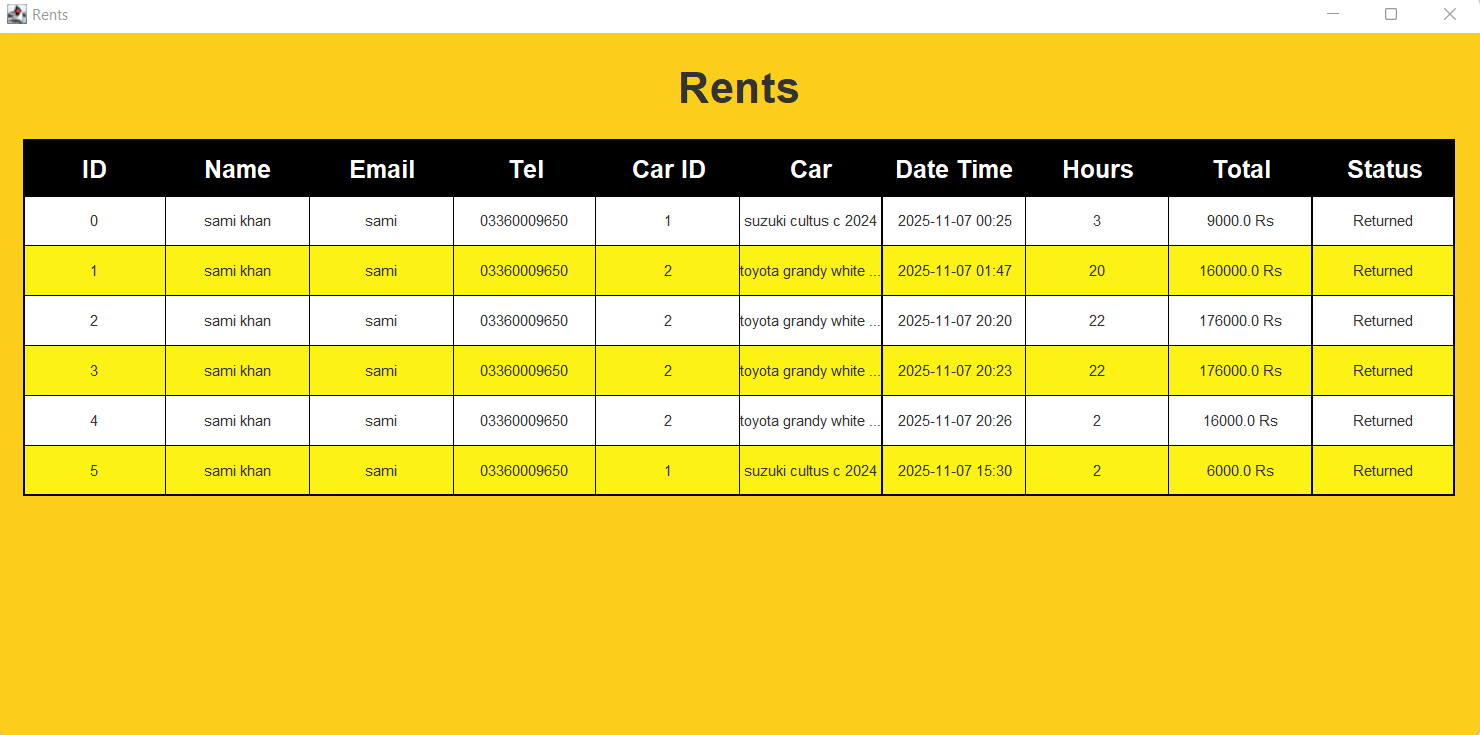 Rents
Rents
ID Name Email Tel Car ID Car Date Time Hours Total Status
0 sami khan sami 03360009650 1 suzuki cultus c 2024 2025-11-07 00:25 3 9000.0 Rs Returned
1 sami khan sami 03360009650 2 toyota grandy white ... 2025-11-07 01:47 20 160000.0 Rs Returned
2 sami khan sami 03360009650 2 toyota grandy white ... 2025-11-07 20:20 22 176000.0 Rs Returned
3 sami khan sami 03360009650 2 toyota grandy white ... 2025-11-07 20:23 22 176000.0 Rs Returned
4 sami khan sami 03360009650 2 toyota grandy white ... 2025-11-07 20:26 2 16000.0 Rs Returned
5 sami khan sami 03360009650 1 suzuki cultus c 2024 2025-11-07 15:30 2 6000.0 Rs Returned